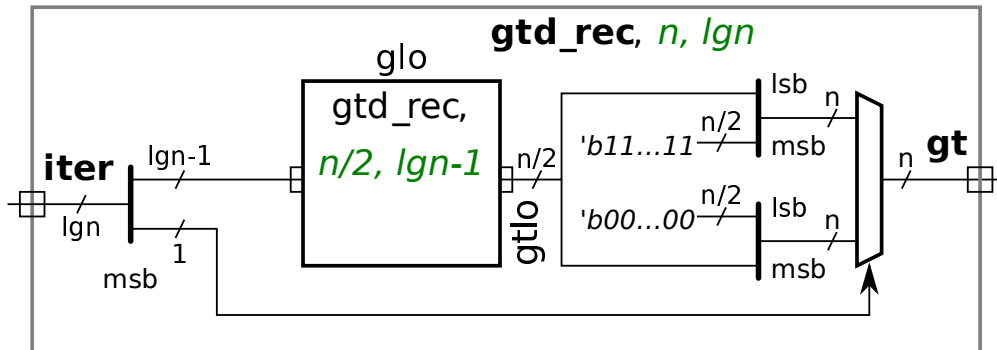 gtd_rec, n, lgn
glo
gtd_rec,
n/2, lgn-1
iter
lgn
lgn-1
1
msb
n/2
gtlo
'b11...11
n/2
lsb
msb
n
'b00...00
n/2
lsb
msb
n
n
gt